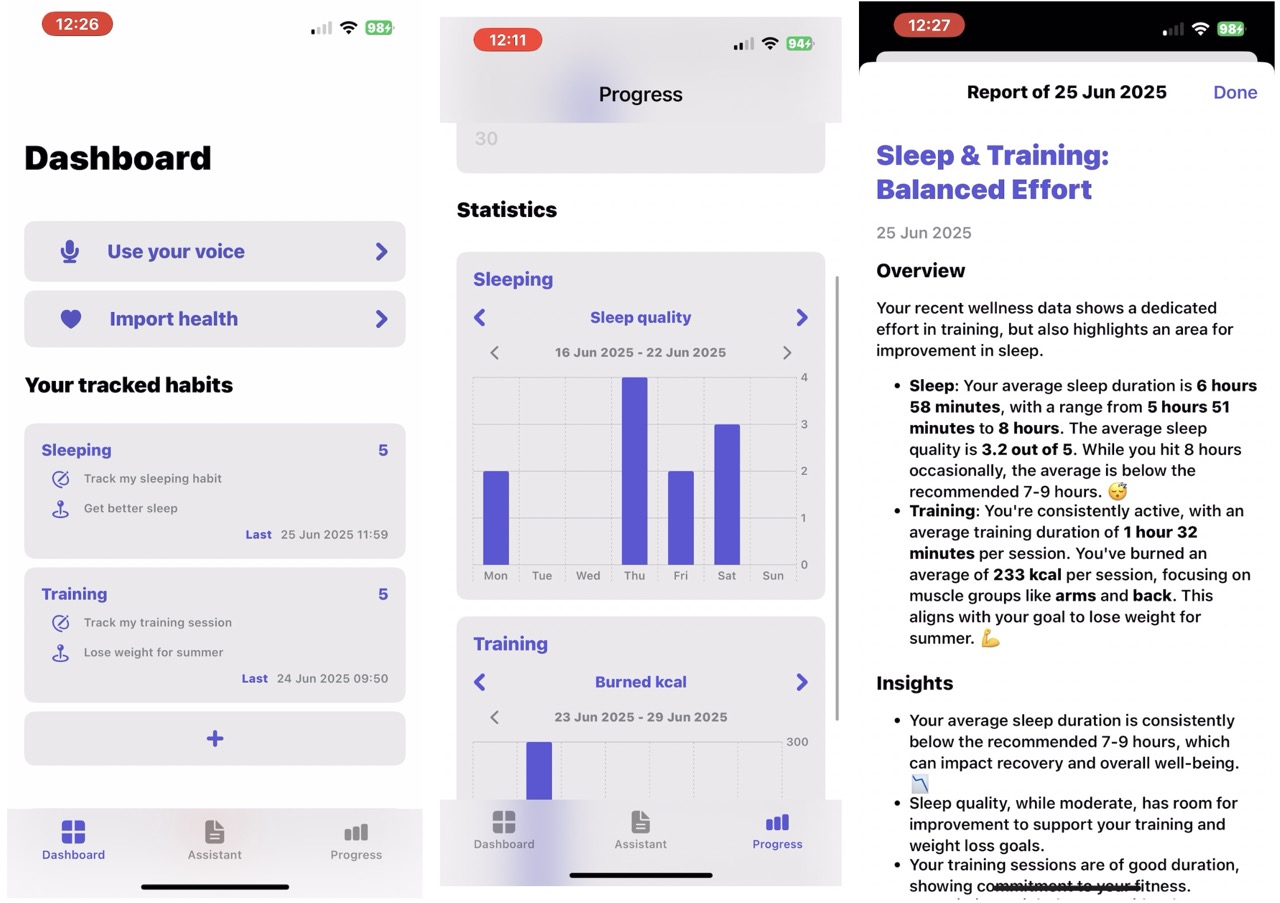 12:26
98
Dashboard
Use your voice
Import health
Your tracked habits
Sleeping 5
Track my sleeping habit
Get better sleep
Last 25 Jun 2025 11:59
Training 5
Track my training session
Lose weight for summer
Last 24 Jun 2025 09:50
+
Dashboard Assistant Progress
12:11
94
Progress
30
Statistics
Sleeping
Sleep quality
16 Jun 2025 - 22 Jun 2025
4
3
2
1
0
Mon Tue Wed Thu Fri Sat Sun
Training
Burned kcal
23 Jun 2025 - 29 Jun 2025
300
Dashboard Assistant Progress
12:27
98
Report of 25 Jun 2025 Done
Sleep & Training:
Balanced Effort
25 Jun 2025
Overview
Your recent wellness data shows a dedicated
effort in training, but also highlights an area for
improvement in sleep.
• Sleep: Your average sleep duration is 6 hours
58 minutes, with a range from 5 hours 51
minutes to 8 hours. The average sleep
quality is 3.2 out of 5. While you hit 8 hours
occasionally, the average is below the
recommended 7-9 hours. 😴
• Training: You're consistently active, with an
average training duration of 1 hour 32
minutes per session. You've burned an
average of 233 kcal per session, focusing on
muscle groups like arms and back. This
aligns with your goal to lose weight for
summer. 💪
Insights
• Your average sleep duration is consistently
below the recommended 7-9 hours, which
can impact recovery and overall well-being.
📉
• Sleep quality, while moderate, has room for
improvement to support your training and
weight loss goals.
• Your training sessions are of good duration,
showing commitment to your fitness.